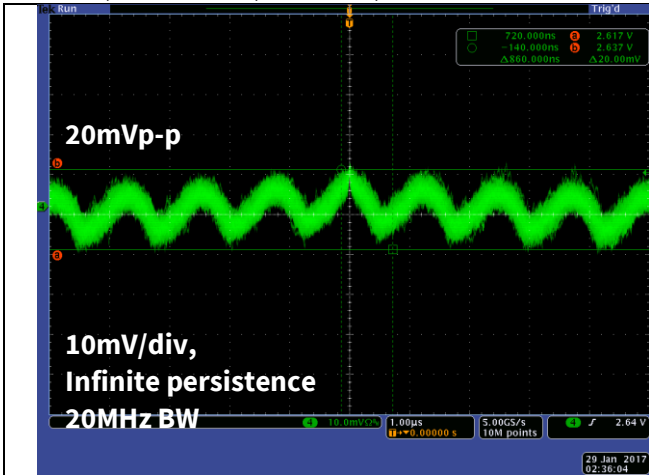 Tek Run
Trig'd
720.000ns a 2.617 V
−140.000ns b 2.637 V
Δ860.000ns Δ20.00mV
20mVp-p
b
4
a
10mV/div,
Infinite persistence
20MHz BW
4 10.0mVΩ
1.00µs
T→▼0.00000 s
5.00GS/s
10M points
4 2.64 V
29 Jan 2017
02:36:04